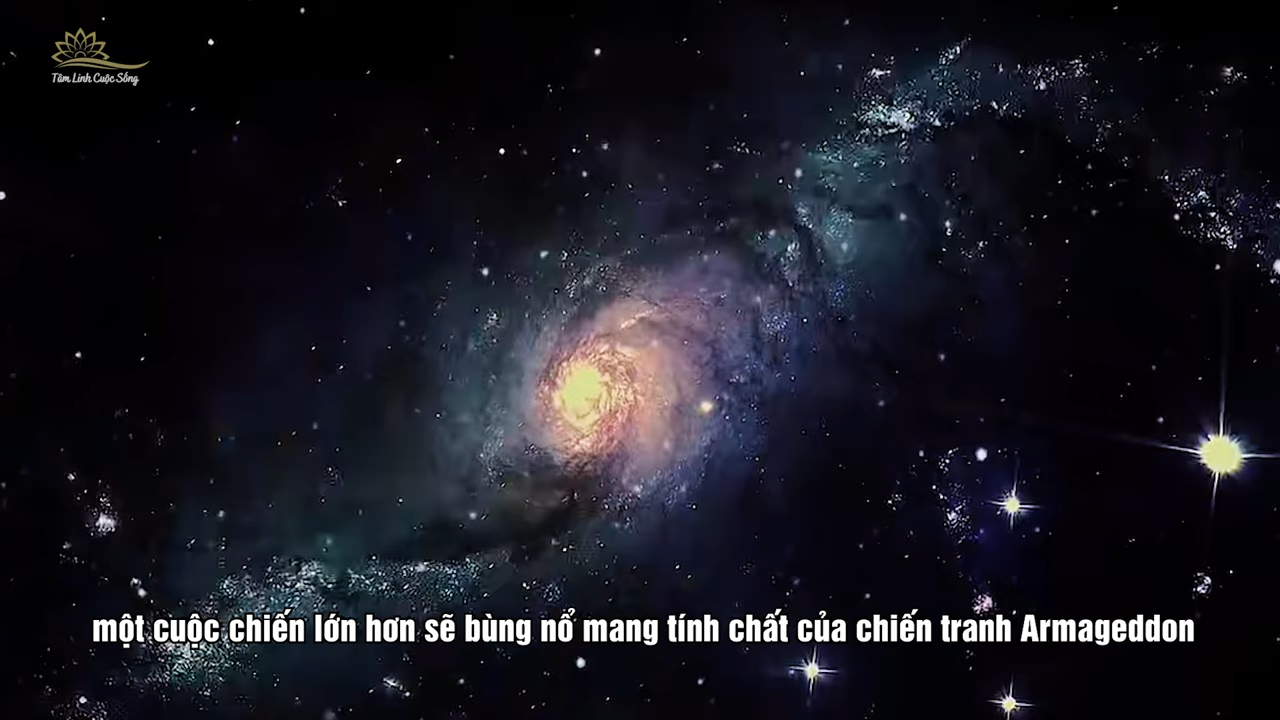 Tâm Linh Cuộc Sống
một cuộc chiến lớn hơn sẽ bùng nổ mang tính chất của chiến tranh Armageddon